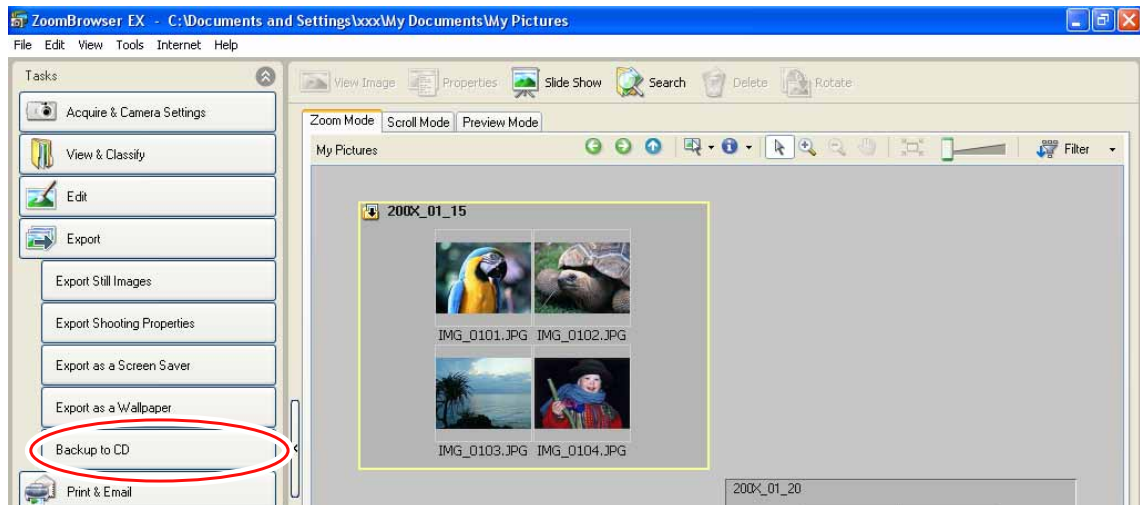 ZoomBrowser EX - C:\Documents and Settings\xxx\My Documents\My Pictures
File Edit View Tools Internet Help
Tasks
Acquire & Camera Settings
View & Classify
Edit
Export
Export Still Images
Export Shooting Properties
Export as a Screen Saver
Export as a Wallpaper
Backup to CD
Print & Email
View Image Properties Slide Show Search Delete Rotate
Zoom Mode Scroll Mode Preview Mode
My Pictures Filter
200X_01_15
IMG_0101.JPG IMG_0102.JPG
IMG_0103.JPG IMG_0104.JPG
200X_01_20